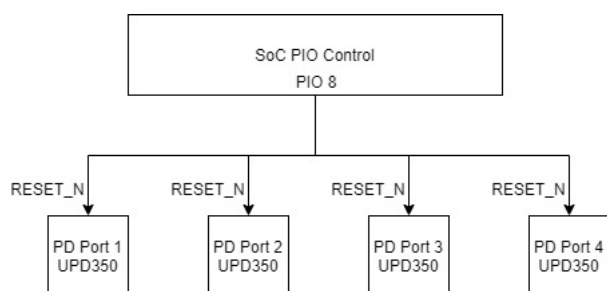 SoC PIO Control
PIO 8
RESET_N
RESET_N
RESET_N
RESET_N
PD Port 1
UPD350
PD Port 2
UPD350
PD Port 3
UPD350
PD Port 4
UPD350